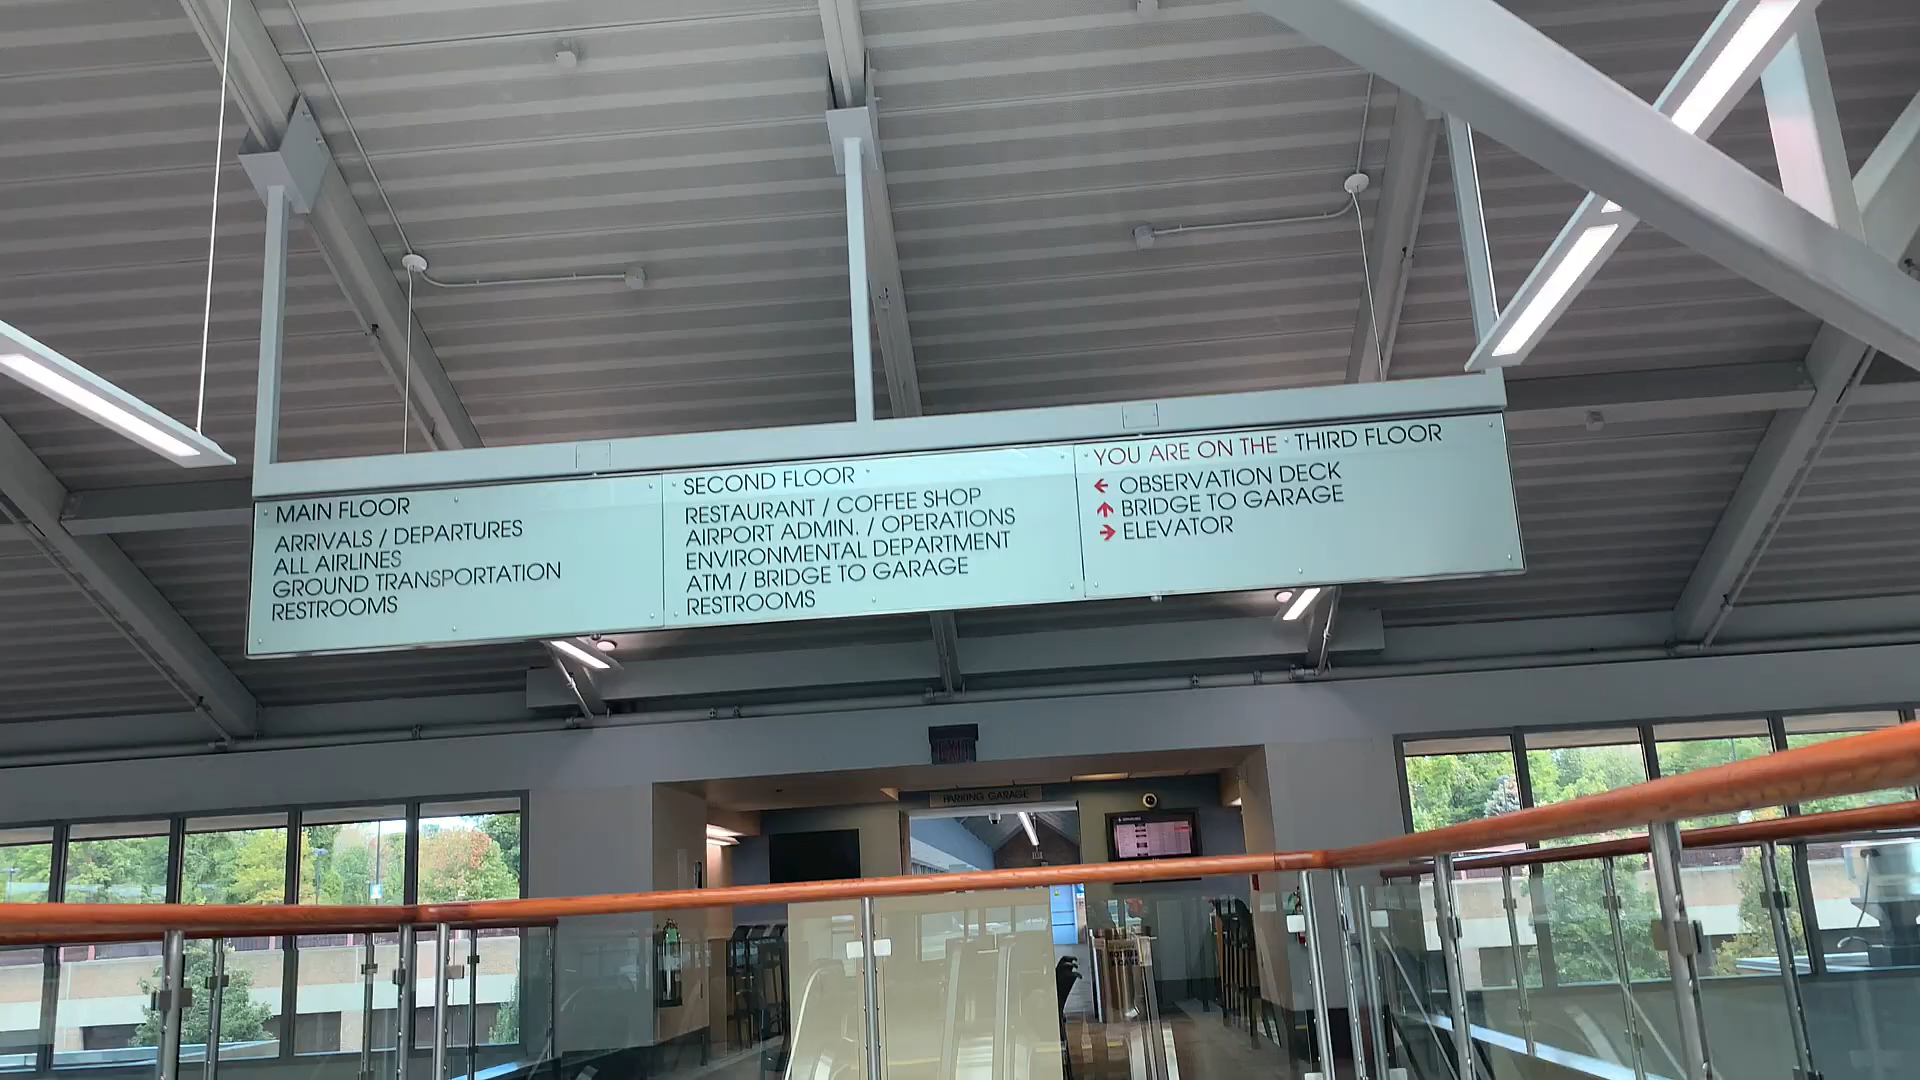 MAIN FLOOR
ARRIVALS / DEPARTURES
ALL AIRLINES
GROUND TRANSPORTATION
RESTROOMS
SECOND FLOOR
RESTAURANT / COFFEE SHOP
AIRPORT ADMIN. / OPERATIONS
ENVIRONMENTAL DEPARTMENT
ATM / BRIDGE TO GARAGE
RESTROOMS
YOU ARE ON THE THIRD FLOOR
← OBSERVATION DECK
↑ BRIDGE TO GARAGE
→ ELEVATOR
EXIT
PARKING GARAGE